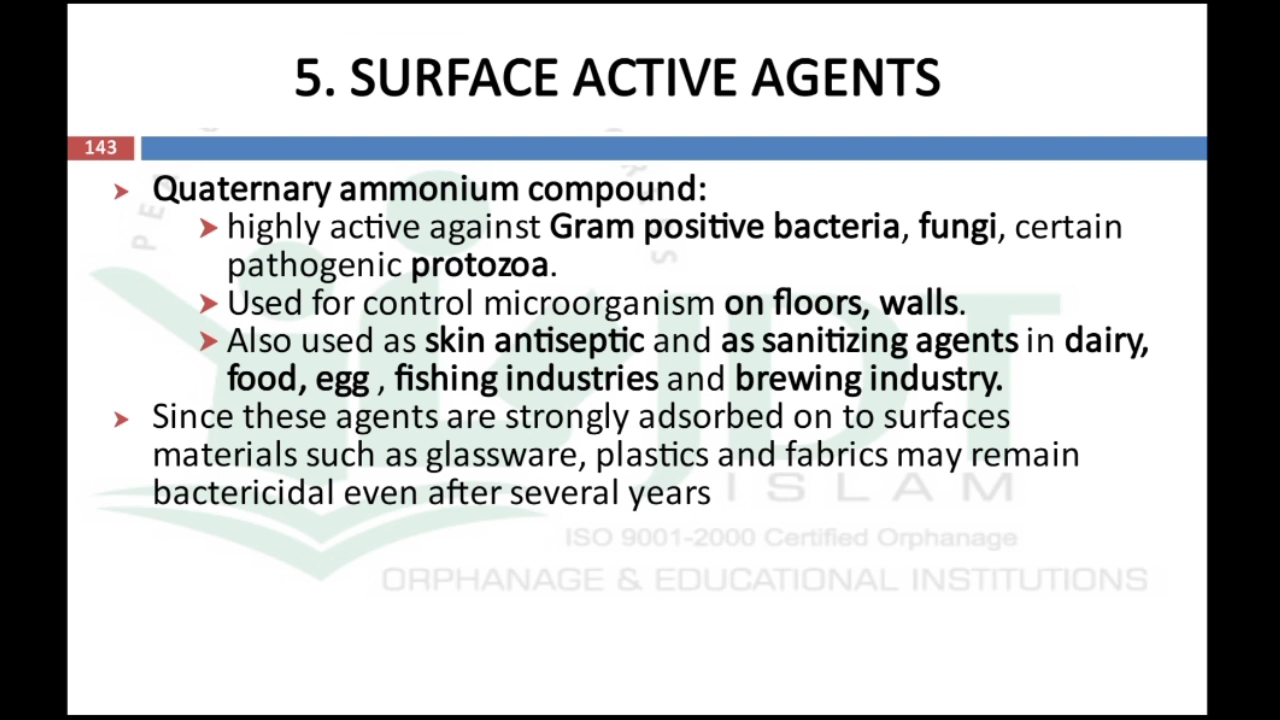 5. SURFACE ACTIVE AGENTS
143
Quaternary ammonium compound:
highly active against Gram positive bacteria, fungi, certain
pathogenic protozoa.
Used for control microorganism on floors, walls.
Also used as skin antiseptic and as sanitizing agents in dairy,
food, egg , fishing industries and brewing industry.
Since these agents are strongly adsorbed on to surfaces
materials such as glassware, plastics and fabrics may remain
bactericidal even after several years
JDT
ISLAM
ISO 9001-2000 Certified Orphanage
ORPHANAGE & EDUCATIONAL INSTITUTIONS